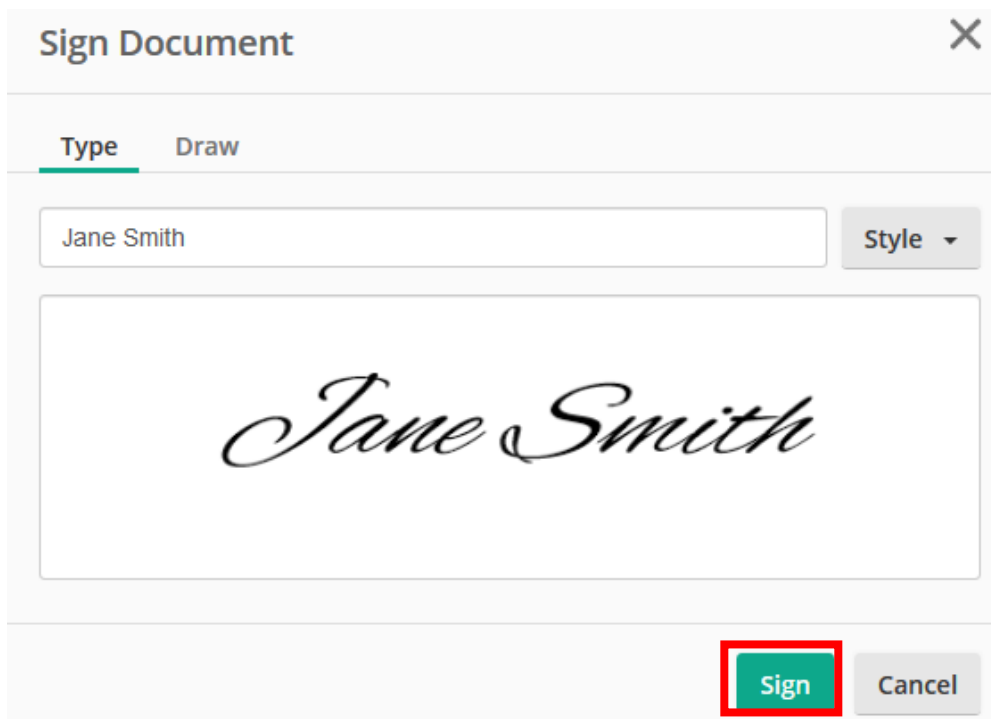 Sign Document
Type Draw
Jane Smith Style
Jane Smith
Sign Cancel